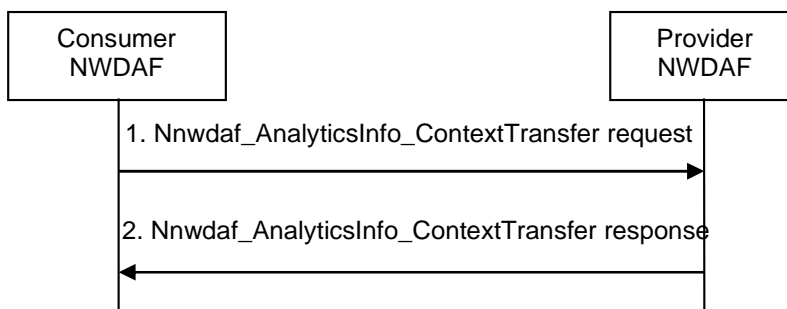 Consumer
NWDAF
Provider
NWDAF
1. Nnwdaf_AnalyticsInfo_ContextTransfer request
2. Nnwdaf_AnalyticsInfo_ContextTransfer response